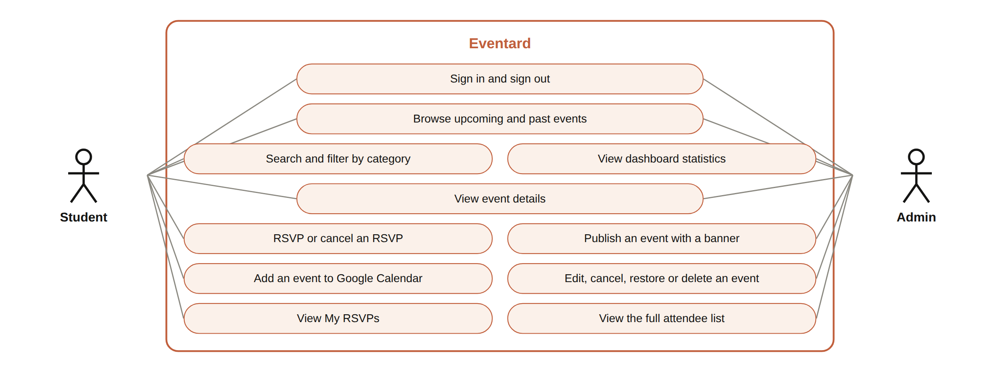 Eventard
Sign in and sign out
Browse upcoming and past events
Search and filter by category
View dashboard statistics
View event details
Student
Admin
RSVP or cancel an RSVP
Publish an event with a banner
Add an event to Google Calendar
Edit, cancel, restore or delete an event
View My RSVPs
View the full attendee list